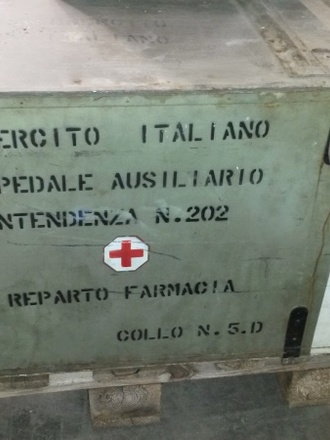 ERCITO ITALIANO
PEDALE AUSILIARIO
NTENDENZA N.202
REPARTO FARMACIA
COLLO N.5.D